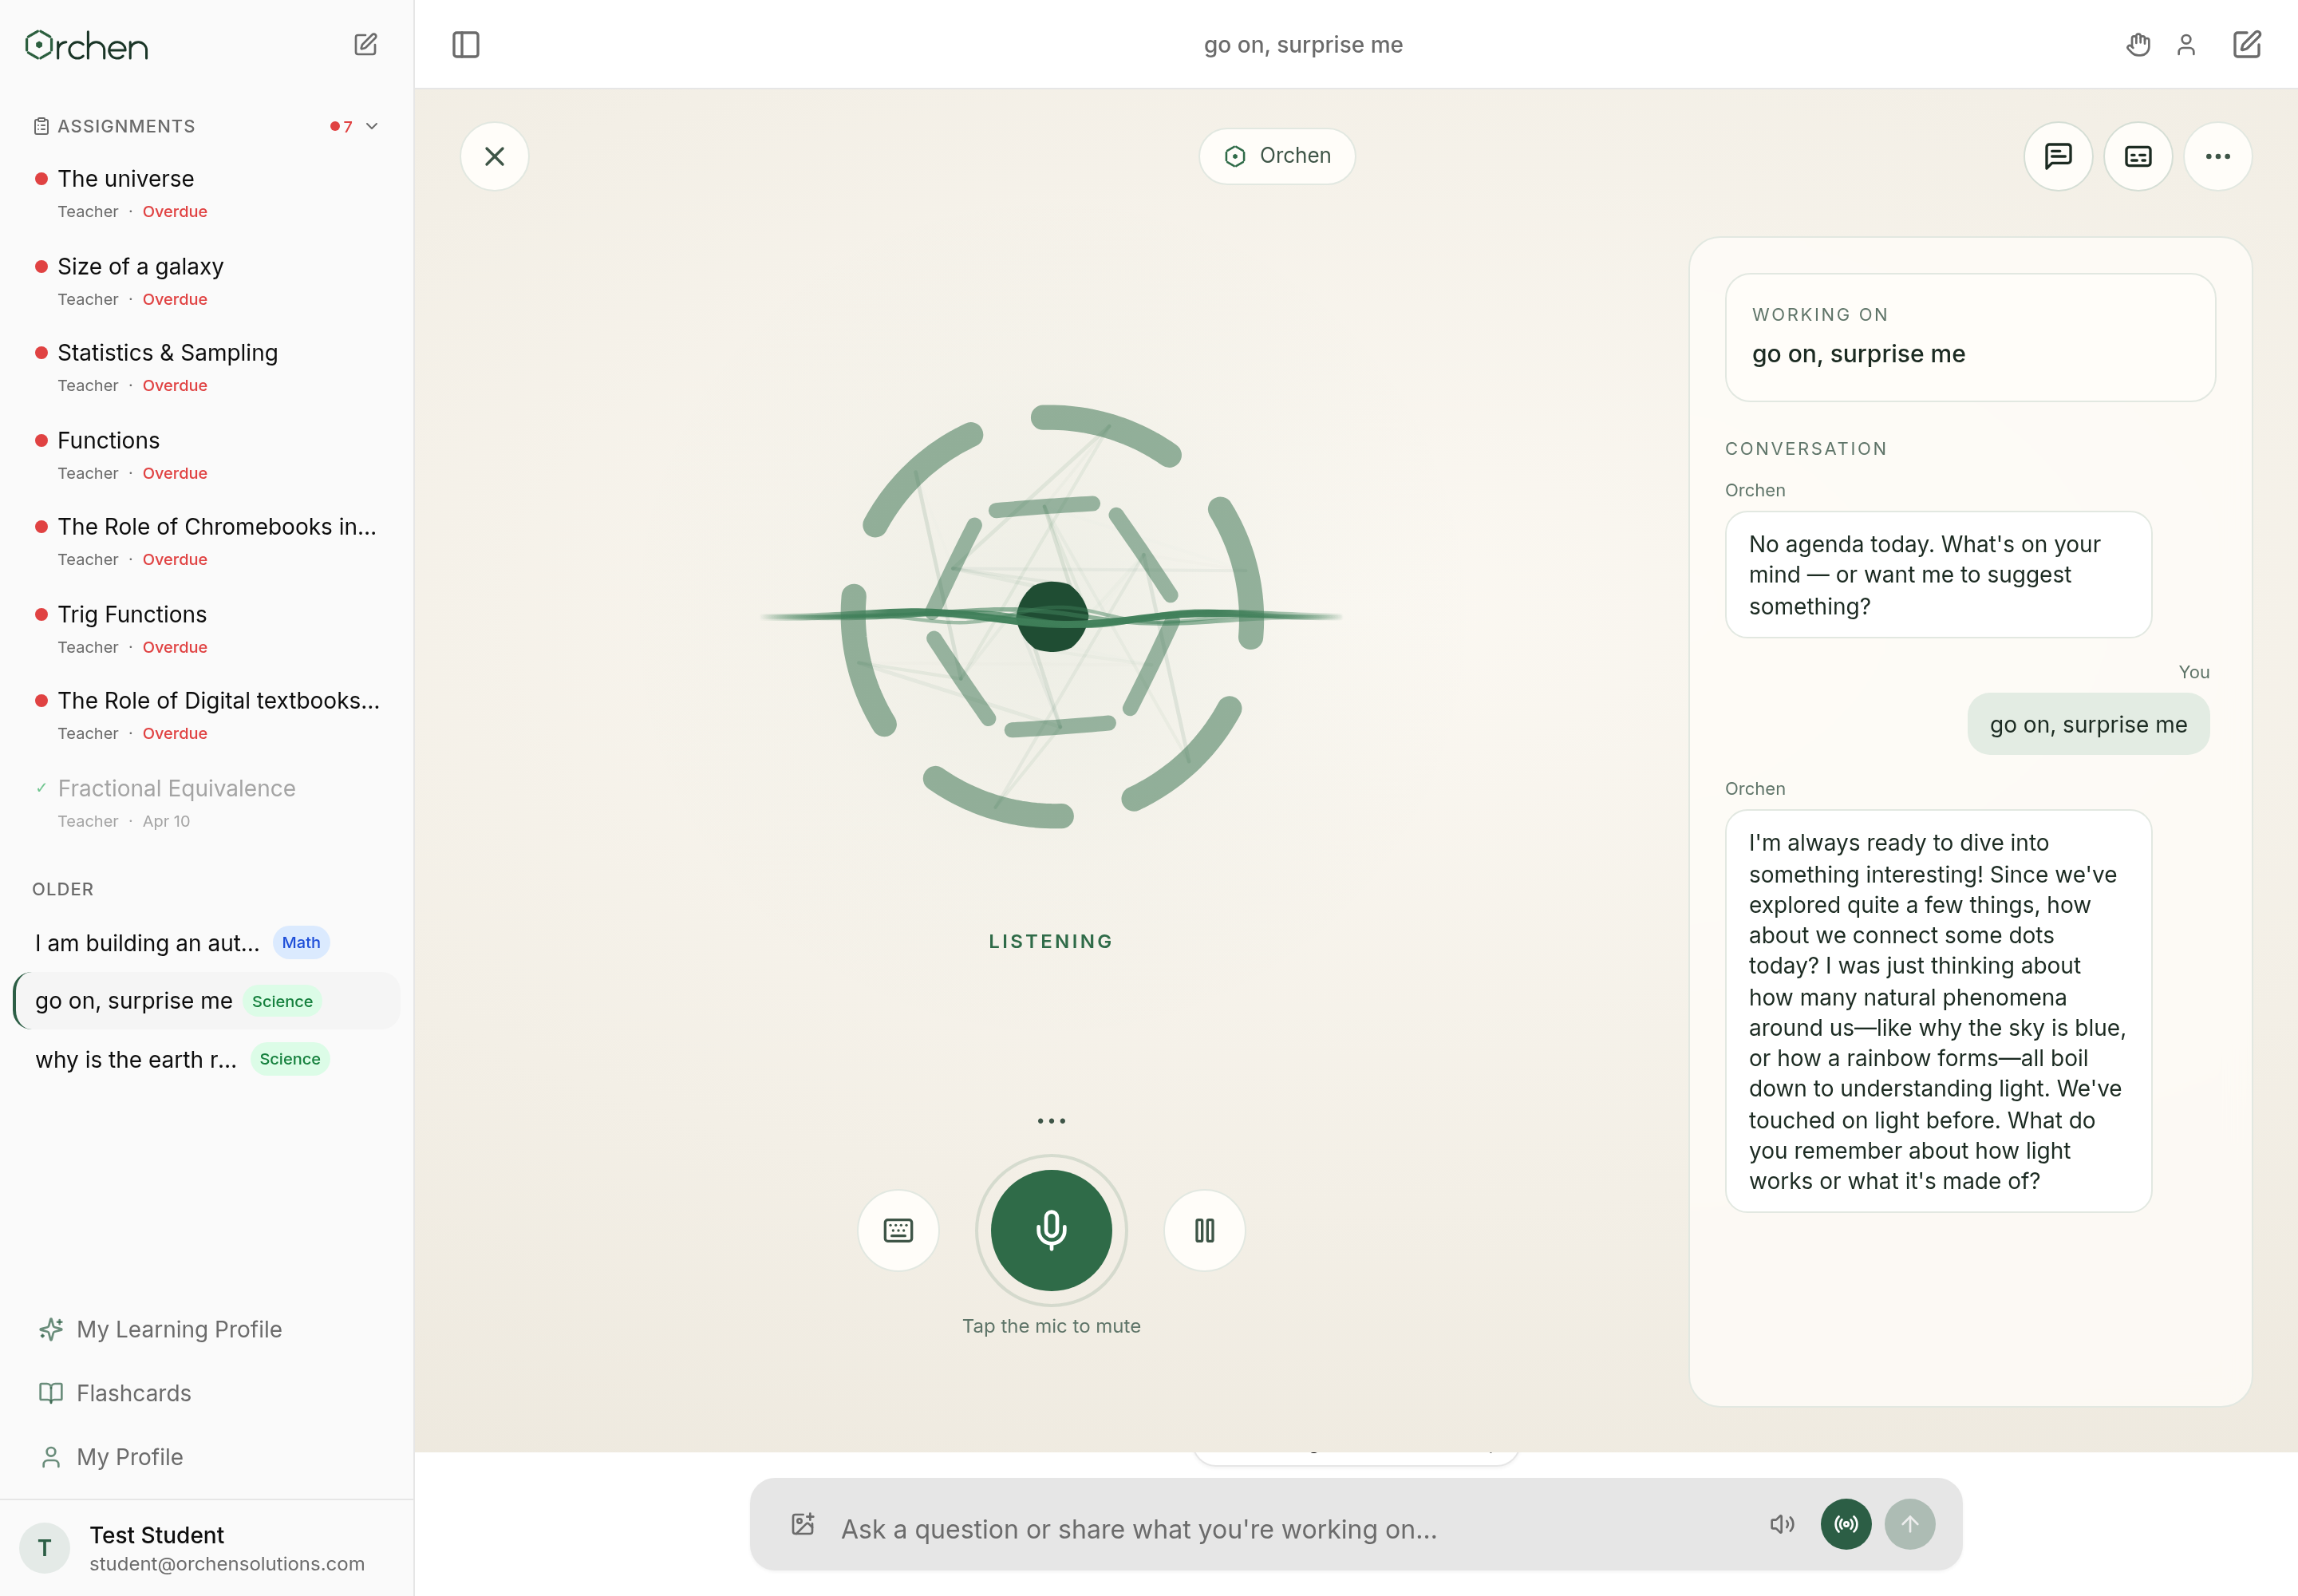 Orchen
ASSIGNMENTS
7
The universe
Teacher · Overdue
Size of a galaxy
Teacher · Overdue
Statistics & Sampling
Teacher · Overdue
Functions
Teacher · Overdue
The Role of Chromebooks in...
Teacher · Overdue
Trig Functions
Teacher · Overdue
The Role of Digital textbooks...
Teacher · Overdue
Fractional Equivalence
Teacher · Apr 10
OLDER
I am building an aut... Math
go on, surprise me Science
why is the earth r... Science
My Learning Profile
Flashcards
My Profile
T
Test Student
student@orchensolutions.com
go on, surprise me
Orchen
LISTENING
Tap the mic to mute
WORKING ON
go on, surprise me
CONVERSATION
Orchen
No agenda today. What's on your
mind — or want me to suggest
something?
You
go on, surprise me
Orchen
I'm always ready to dive into
something interesting! Since we've
explored quite a few things, how
about we connect some dots
today? I was just thinking about
how many natural phenomena
around us—like why the sky is blue,
or how a rainbow forms—all boil
down to understanding light. We've
touched on light before. What do
you remember about how light
works or what it's made of?
Ask a question or share what you're working on...